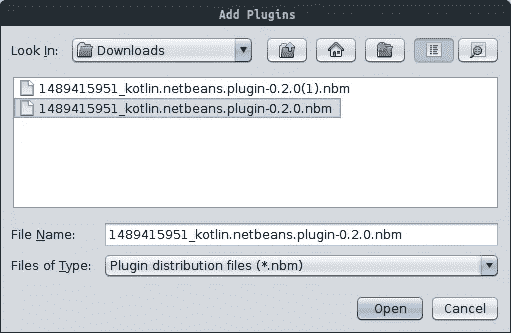 Add Plugins
Look In: Downloads
1489415951_kotlin.netbeans.plugin-0.2.0(1).nbm
1489415951_kotlin.netbeans.plugin-0.2.0.nbm
File Name: 1489415951_kotlin.netbeans.plugin-0.2.0.nbm
Files of Type: Plugin distribution files (*.nbm)
Open Cancel